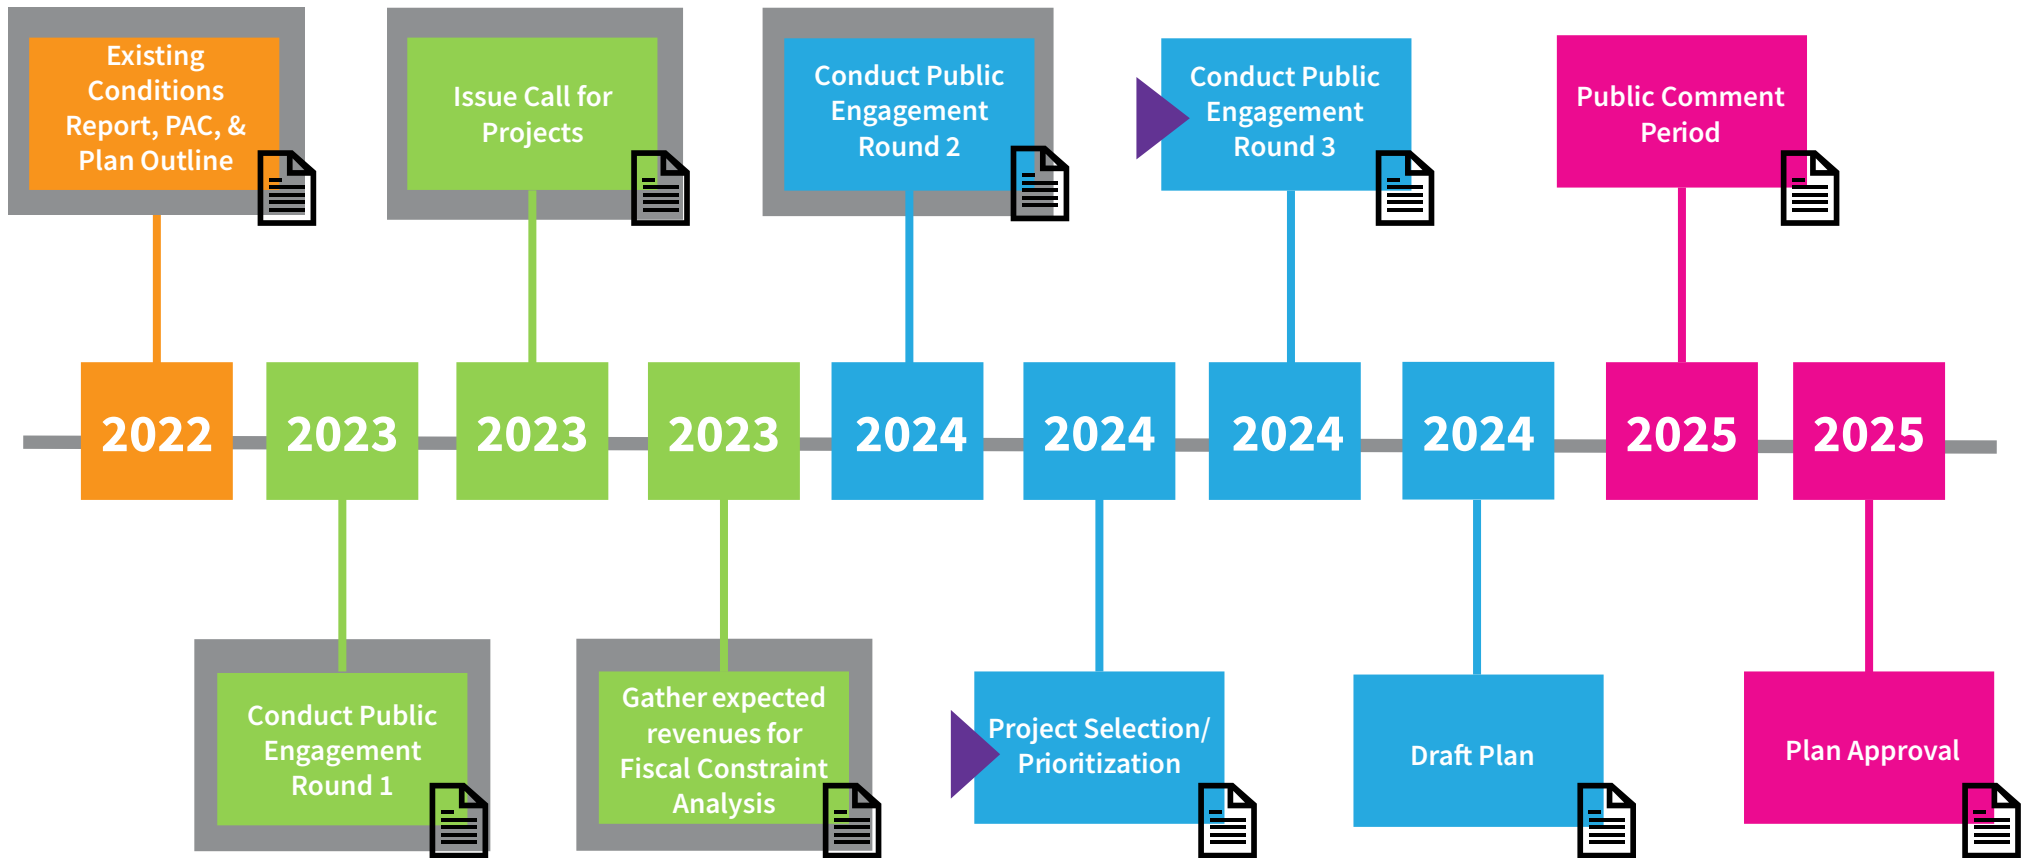 Existing
Conditions
Report, PAC, &
Plan Outline
Issue Call for
Projects
Conduct Public
Engagement
Round 2
Conduct Public
Engagement
Round 3
Public Comment
Period
2022
2023
2023
2023
2024
2024
2024
2024
2025
2025
Conduct Public
Engagement
Round 1
Gather expected
revenues for
Fiscal Constraint
Analysis
Project Selection/
Prioritization
Draft Plan
Plan Approval